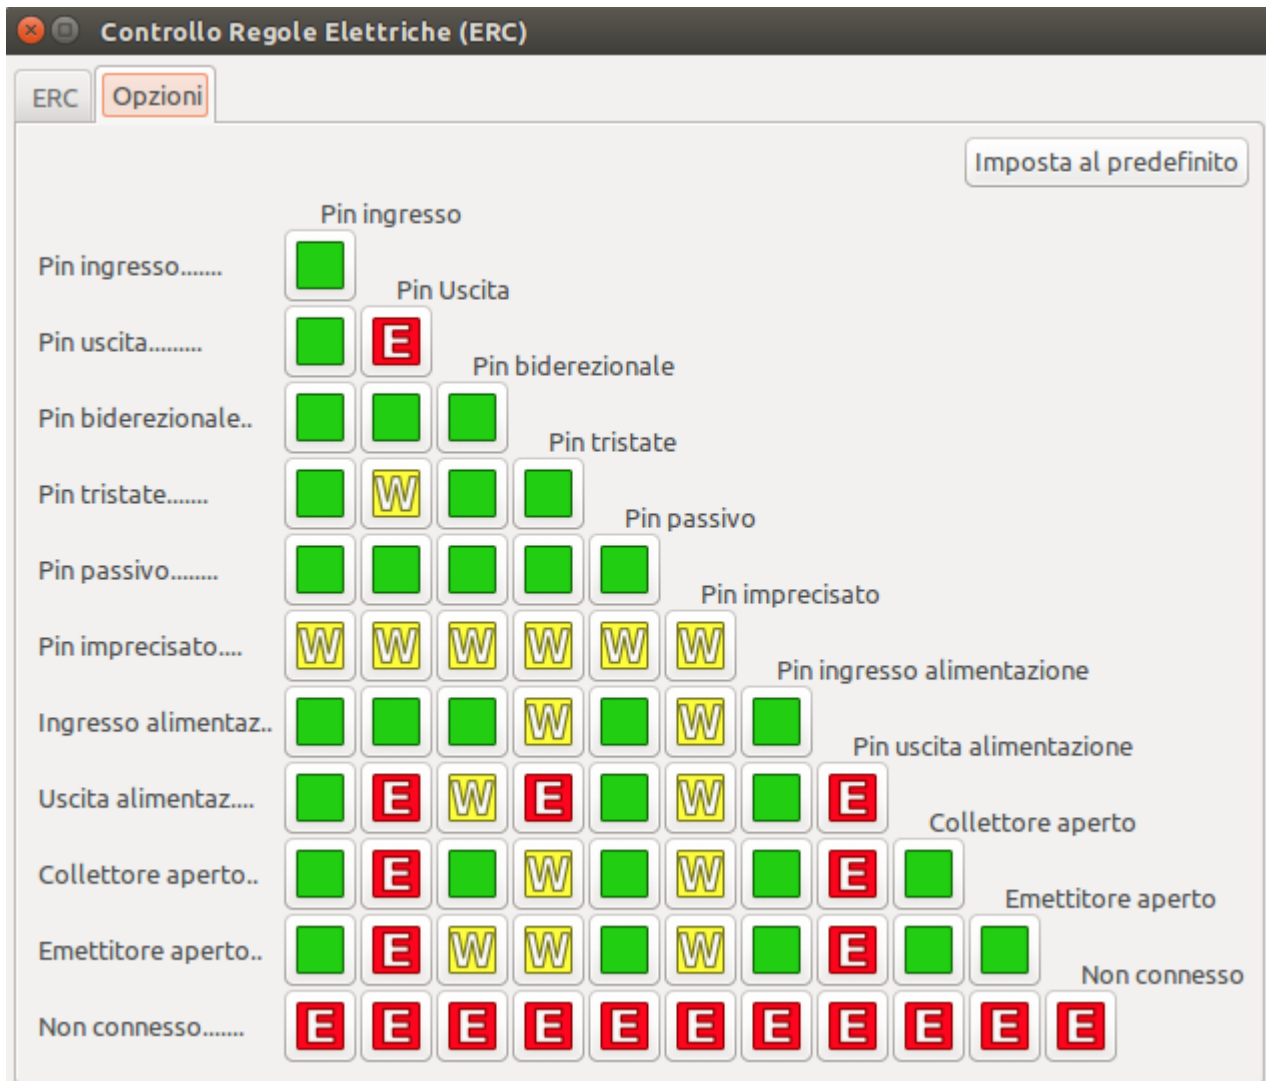 Controllo Regole Elettriche (ERC)
ERC Opzioni
Imposta al predefinito
Pin ingresso
Pin ingresso.......
Pin Uscita
Pin uscita......... E
Pin biderezionale
Pin biderezionale..
Pin tristate
Pin tristate....... W
Pin passivo
Pin passivo........
Pin imprecisato
Pin imprecisato.... W W W W W W
Pin ingresso alimentazione
Ingresso alimentaz.. W W
Pin uscita alimentazione
Uscita alimentaz.... E W E W E
Collettore aperto
Collettore aperto.. E W W E
Emettitore aperto
Emettitore aperto.. E W W W E
Non connesso
Non connesso....... E E E E E E E E E E E